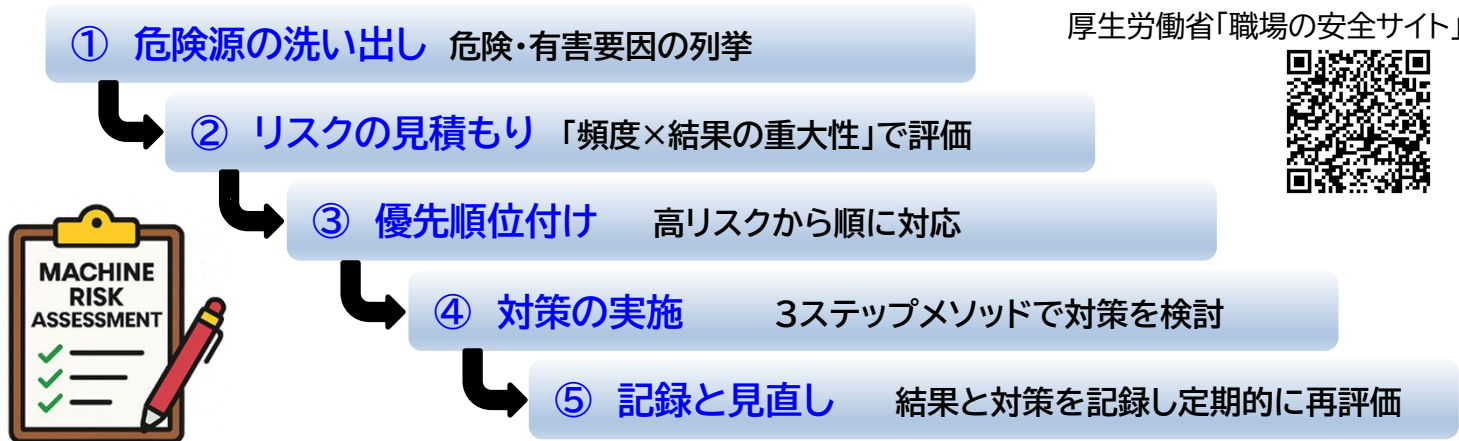 ① 危険源の洗い出し 危険・有害要因の列挙
厚生労働省「職場の安全サイト」
② リスクの見積もり 「頻度×結果の重大性」で評価
③ 優先順位付け 高リスクから順に対応
④ 対策の実施 3ステップメソッドで対策を検討
⑤ 記録と見直し 結果と対策を記録し定期的に再評価
MACHINE
RISK
ASSESSMENT